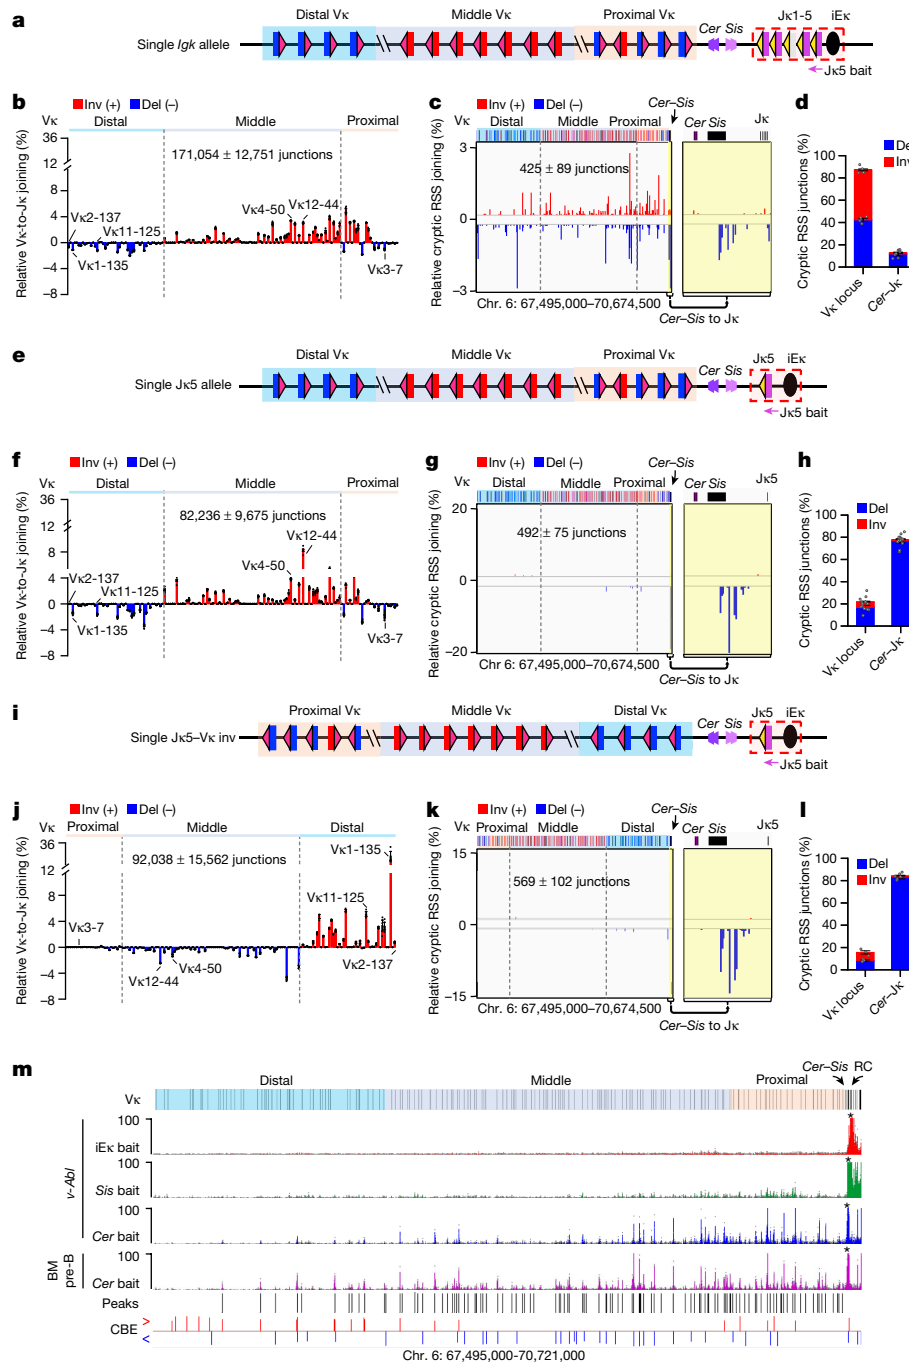 a
Distal Vκ
Middle Vκ
Proximal Vκ
Cer Sis
Jκ1-5
iEκ
Single Igk allele
Jκ5 bait
b
Inv (+) Del (–)
Vκ
Distal
Middle
Proximal
36
12
8
4
0
−4
−8
Relative Vκ-to-Jκ joining (%)
171,054 ± 12,751 junctions
Vκ2-137
Vκ11-125
Vκ1-135
Vκ4-50
Vκ12-44
Vκ3-7
c
Inv (+) Del (–)
Cer–Sis
Vκ
Distal
Middle
Proximal
Cer Sis
Jκ
3
0
−3
Relative cryptic RSS joining (%)
425 ± 89 junctions
Chr. 6: 67,495,000–70,674,500
Cer–Sis to Jκ
d
Del
Inv
100
80
60
40
20
0
Cryptic RSS junctions (%)
Vκ locus
Cer–Jκ
e
Distal Vκ
Middle Vκ
Proximal Vκ
Cer Sis
Jκ5
iEκ
Single Jκ5 allele
Jκ5 bait
f
Inv (+) Del (–)
Vκ
Distal
Middle
Proximal
36
12
8
4
0
−4
−8
Relative Vκ-to-Jκ joining (%)
82,236 ± 9,675 junctions
Vκ12-44
Vκ4-50
Vκ2-137
Vκ11-125
Vκ1-135
Vκ3-7
g
Inv (+) Del (–)
Cer–Sis
Vκ
Distal
Middle
Proximal
Cer Sis
Jκ5
20
0
−20
Relative cryptic RSS joining (%)
492 ± 75 junctions
Chr 6: 67,495,000–70,674,500
Cer–Sis to Jκ
h
Del
Inv
100
80
60
40
20
0
Cryptic RSS junctions (%)
Vκ locus
Cer–Jκ
i
Proximal Vκ
Middle Vκ
Distal Vκ
Cer Sis
Jκ5
iEκ
Single Jκ5–Vκ inv
Jκ5 bait
j
Inv (+) Del (–)
Vκ
Proximal
Middle
Distal
36
12
8
4
0
−4
−8
Relative Vκ-to-Jκ joining (%)
92,038 ± 15,562 junctions
Vκ1-135
Vκ11-125
Vκ3-7
Vκ12-44
Vκ4-50
Vκ2-137
k
Inv (+) Del (–)
Cer–Sis
Vκ
Proximal
Middle
Distal
Cer Sis
Jκ5
15
0
−15
Relative cryptic RSS joining (%)
569 ± 102 junctions
Chr. 6: 67,495,000–70,674,500
Cer–Sis to Jκ
l
Del
Inv
100
80
60
40
20
0
Cryptic RSS junctions (%)
Vκ locus
Cer–Jκ
m
Cer–Sis
RC
Distal
Middle
Proximal
Vκ
v-Abl
100
*
iEκ bait
100
*
Sis bait
100
*
Cer bait
BM
pre-B
100
*
Cer bait
Peaks
CBE
>
<
Chr. 6: 67,495,000-70,721,000